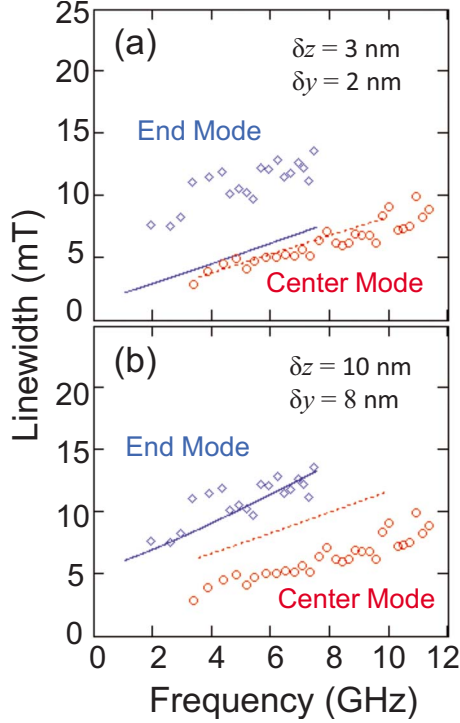 25
(a)
δz = 3 nm
δy = 2 nm
20
End Mode
15
10
5
Center Mode
0
Linewidth (mT)
25
(b)
δz = 10 nm
δy = 8 nm
20
End Mode
15
10
5
Center Mode
0
0 2 4 6 8 10 12
Frequency (GHz)